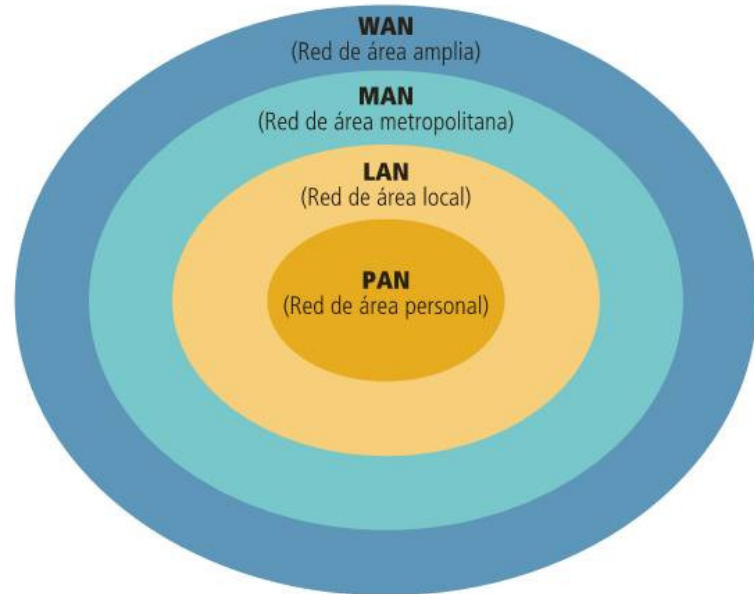 WAN
(Red de área amplia)
MAN
(Red de área metropolitana)
LAN
(Red de área local)
PAN
(Red de área personal)